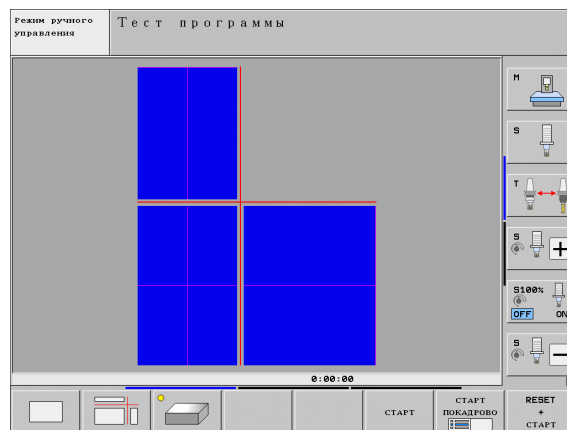 Режим ручного
управления
Тест программы
M
S
T
S
S100%
OFF ON
S
0:00:00
СТАРТ
СТАРТ
ПОКАДРОВО
RESET
+
СТАРТ